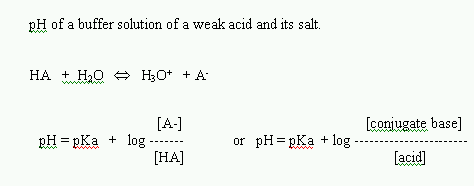 pH of a buffer solution of a weak acid and its salt.
HA + H₂O ⇔ H₃O⁺ + A⁻
[A-] [conjugate base]
pH = pKa + log ------- or pH = pKa + log -----------------------
[HA] [acid]